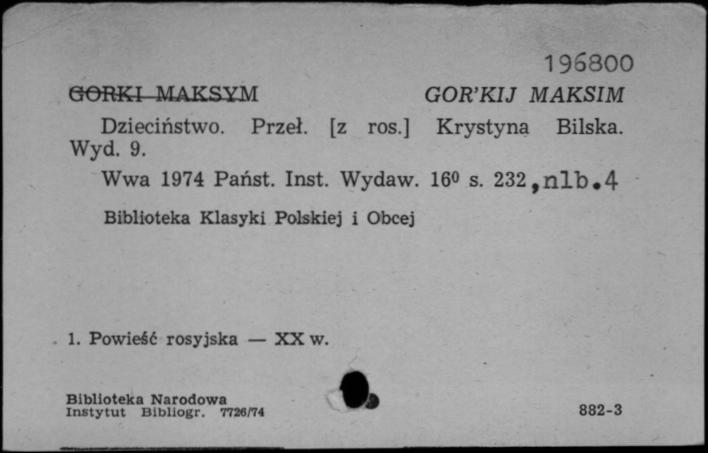 196800
GORKI MAKSYM GOR'KIJ MAKSIM
Dzieciństwo. Przeł. [z ros.] Krystyna Bilska.
Wyd. 9.
Wwa 1974 Państ. Inst. Wydaw. 16⁰ s. 232,nlb.4
Biblioteka Klasyki Polskiej i Obcej
1. Powieść rosyjska — XX w.
Biblioteka Narodowa
Instytut Bibliogr. 7726/74 882-3